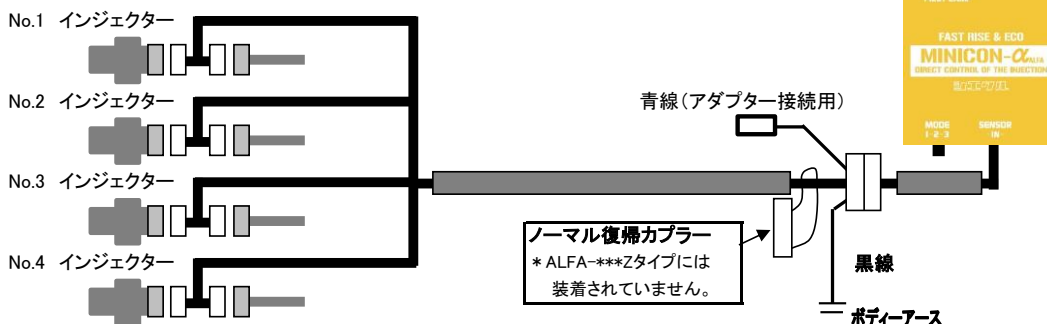 No.1 インジェクター
No.2 インジェクター
No.3 インジェクター
No.4 インジェクター
青線(アダプター接続用)
ノーマル復帰カプラー
* ALFA-***Zタイプには
装着されていません。
黒線
ボディーアース
FAST RISE & ECO
MINICON-α ALFA
DIRECT CONTROL OF THE INJECTION
MODE
1-2-3
SENSOR
IN